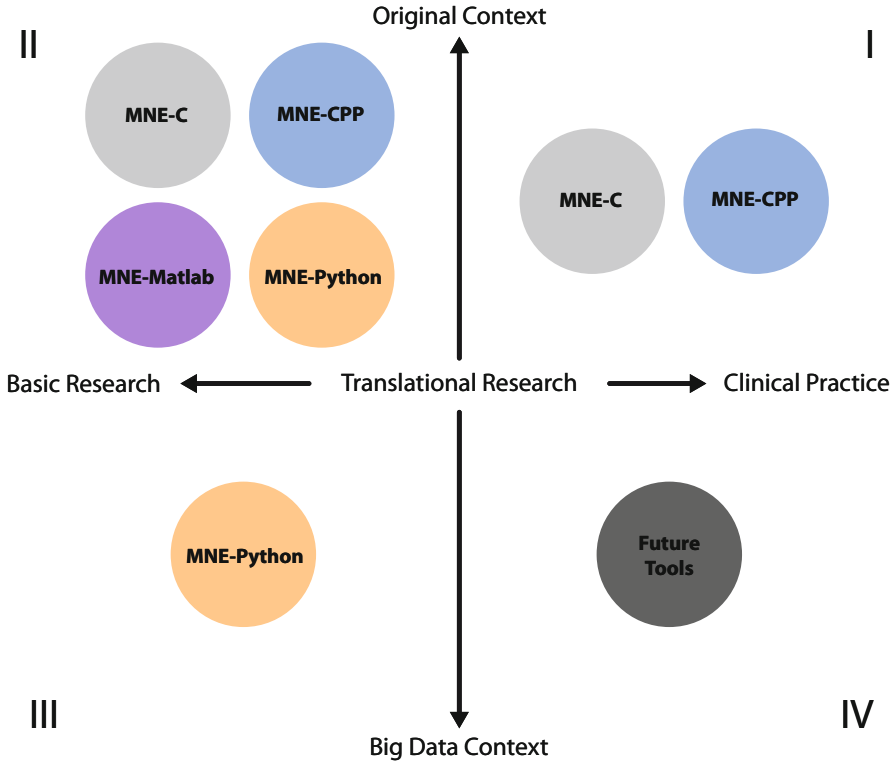 Original Context
II
I
MNE-C
MNE-CPP
MNE-C
MNE-CPP
MNE-Matlab
MNE-Python
Basic Research
Translational Research
Clinical Practice
MNE-Python
Future
Tools
III
IV
Big Data Context